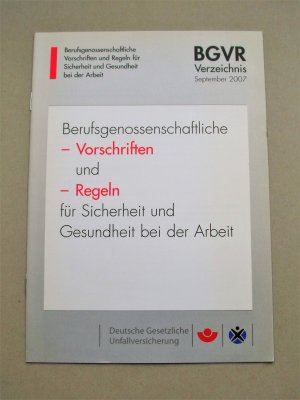 Berufsgenossenschaftliche
Vorschriften und Regeln für
Sicherheit und Gesundheit
bei der Arbeit
BGVR
Verzeichnis
September 2007
Berufsgenossenschaftliche
– Vorschriften
und
– Regeln
für Sicherheit und
Gesundheit bei der Arbeit
Deutsche Gesetzliche
Unfallversicherung